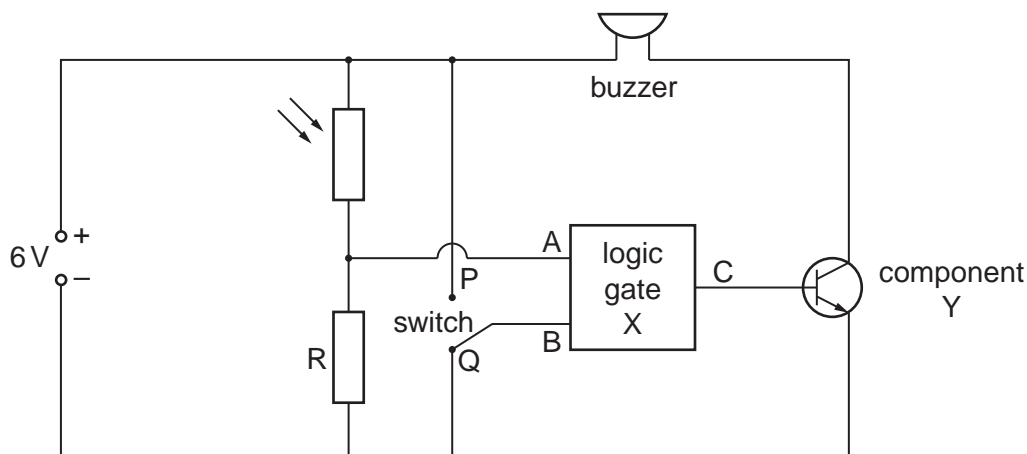 buzzer
6 V
+
–
A
logic
gate
X
B
C
P
switch
Q
R
component
Y